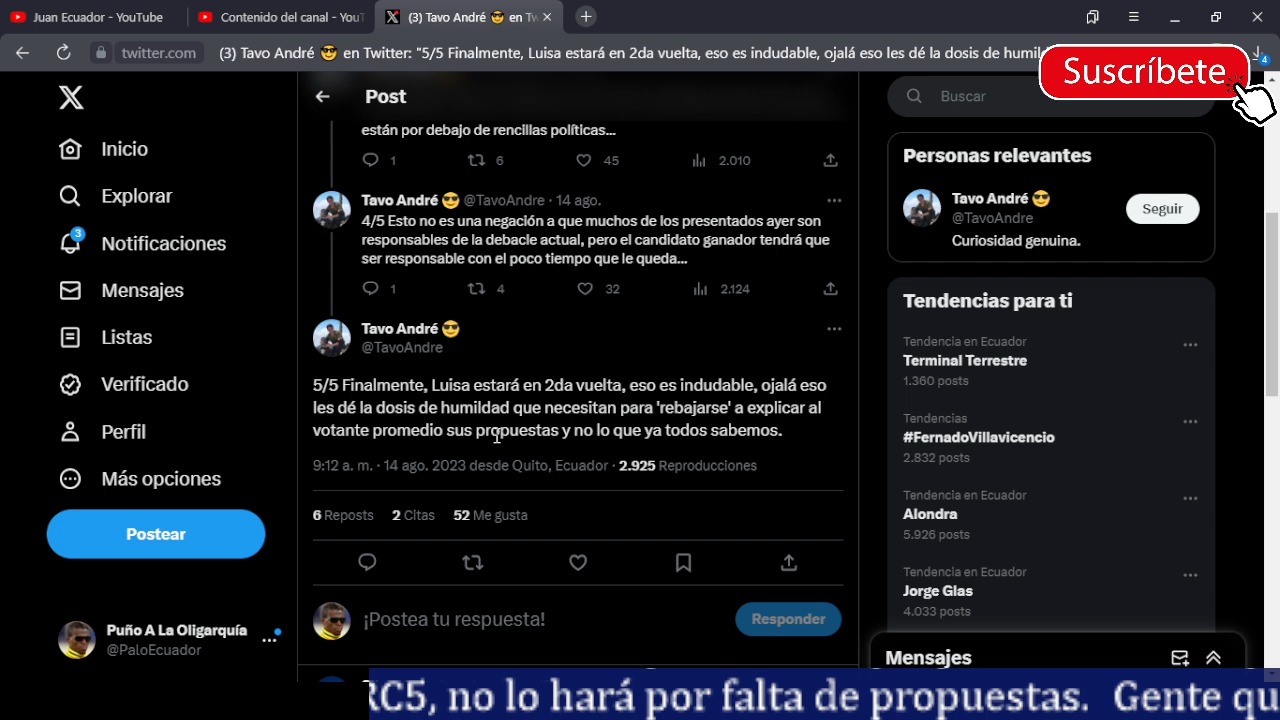 Juan Ecuador - YouTube
Contenido del canal - YouT
(3) Tavo André 😎 en Tw
twitter.com
(3) Tavo André 😎 en Twitter: "5/5 Finalmente, Luisa estará en 2da vuelta, eso es indudable, ojalá eso les dé la dosis de humild
4
Suscríbete
Inicio
Explorar
3
Notificaciones
Mensajes
Listas
Verificado
Perfil
Más opciones
Postear
Puño A La Oligarquía
@PaloEcuador
Post
están por debajo de rencillas políticas...
1 6 45 2.010
Tavo André 😎 @TavoAndre · 14 ago.
4/5 Esto no es una negación a que muchos de los presentados ayer son
responsables de la debacle actual, pero el candidato ganador tendrá que
ser responsable con el poco tiempo que le queda...
1 4 32 2.124
Tavo André 😎
@TavoAndre
5/5 Finalmente, Luisa estará en 2da vuelta, eso es indudable, ojalá eso
les dé la dosis de humildad que necesitan para 'rebajarse' a explicar al
votante promedio sus propuestas y no lo que ya todos sabemos.
9:12 a. m. · 14 ago. 2023 desde Quito, Ecuador · 2.925 Reproducciones
6 Reposts 2 Citas 52 Me gusta
¡Postea tu respuesta!
Responder
Buscar
Personas relevantes
Tavo André 😎
@TavoAndre
Seguir
Curiosidad genuina.
Tendencias para ti
Tendencia en Ecuador
Terminal Terrestre
1.360 posts
Tendencias
#FernadoVillavicencio
2.832 posts
Tendencia en Ecuador
Alondra
5.926 posts
Tendencia en Ecuador
Jorge Glas
4.033 posts
Mensajes
RC5, no lo hará por falta de propuestas. Gente qu